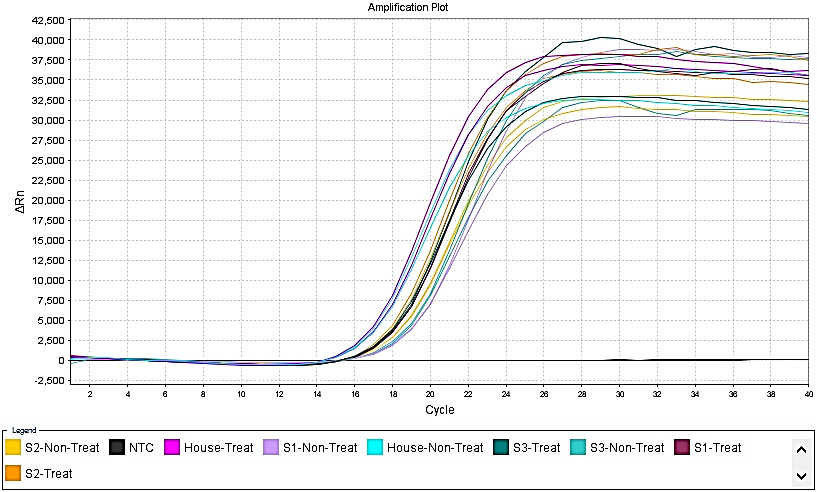 Amplification Plot
42,500
40,000
37,500
35,000
32,500
30,000
27,500
25,000
22,500
20,000
17,500
15,000
12,500
10,000
7,500
5,000
2,500
0
-2,500
ΔRn
2 4 6 8 10 12 14 16 18 20 22 24 26 28 30 32 34 36 38 40
Cycle
Legend
S2-Non-Treat NTC House-Treat S1-Non-Treat House-Non-Treat S3-Treat S3-Non-Treat S1-Treat
S2-Treat